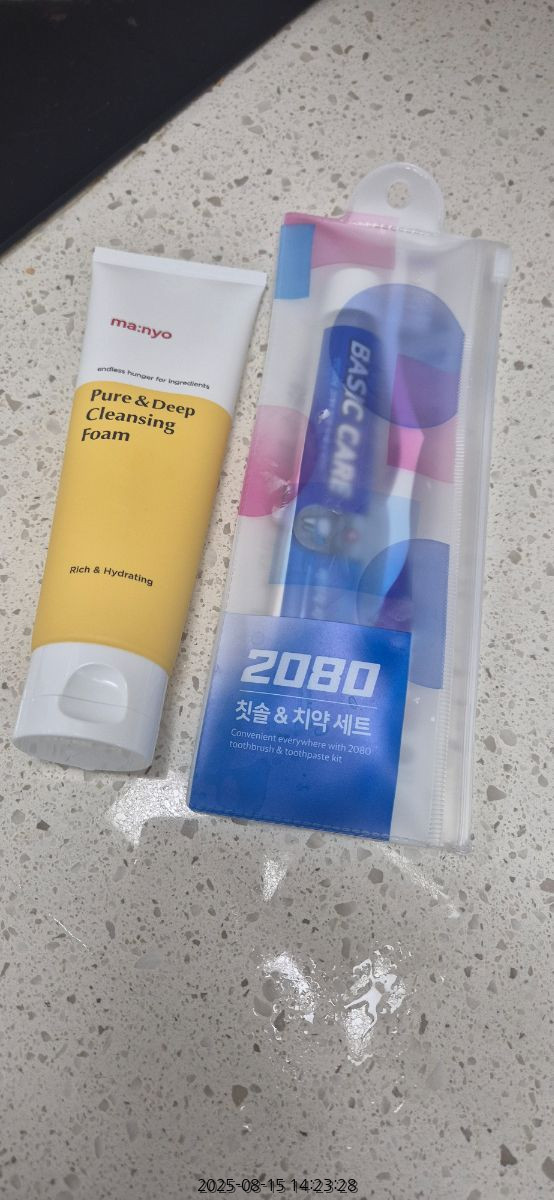 ma:nyo
endless hunger for ingredients
Pure & Deep
Cleansing
Foam
Rich & Hydrating
BASIC CARE
2080
칫솔 & 치약 세트
Convenient everywhere with 2080
toothbrush & toothpaste kit
2025-08-15 14:23:28